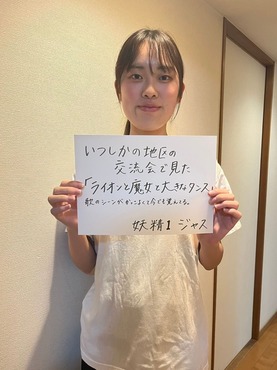 いつしかの地区の
交流会で見た
「ライオンと魔女と大きなタンス」
歌のシーンがかっこよくて今でも覚えてる。
妖精1 ジャス